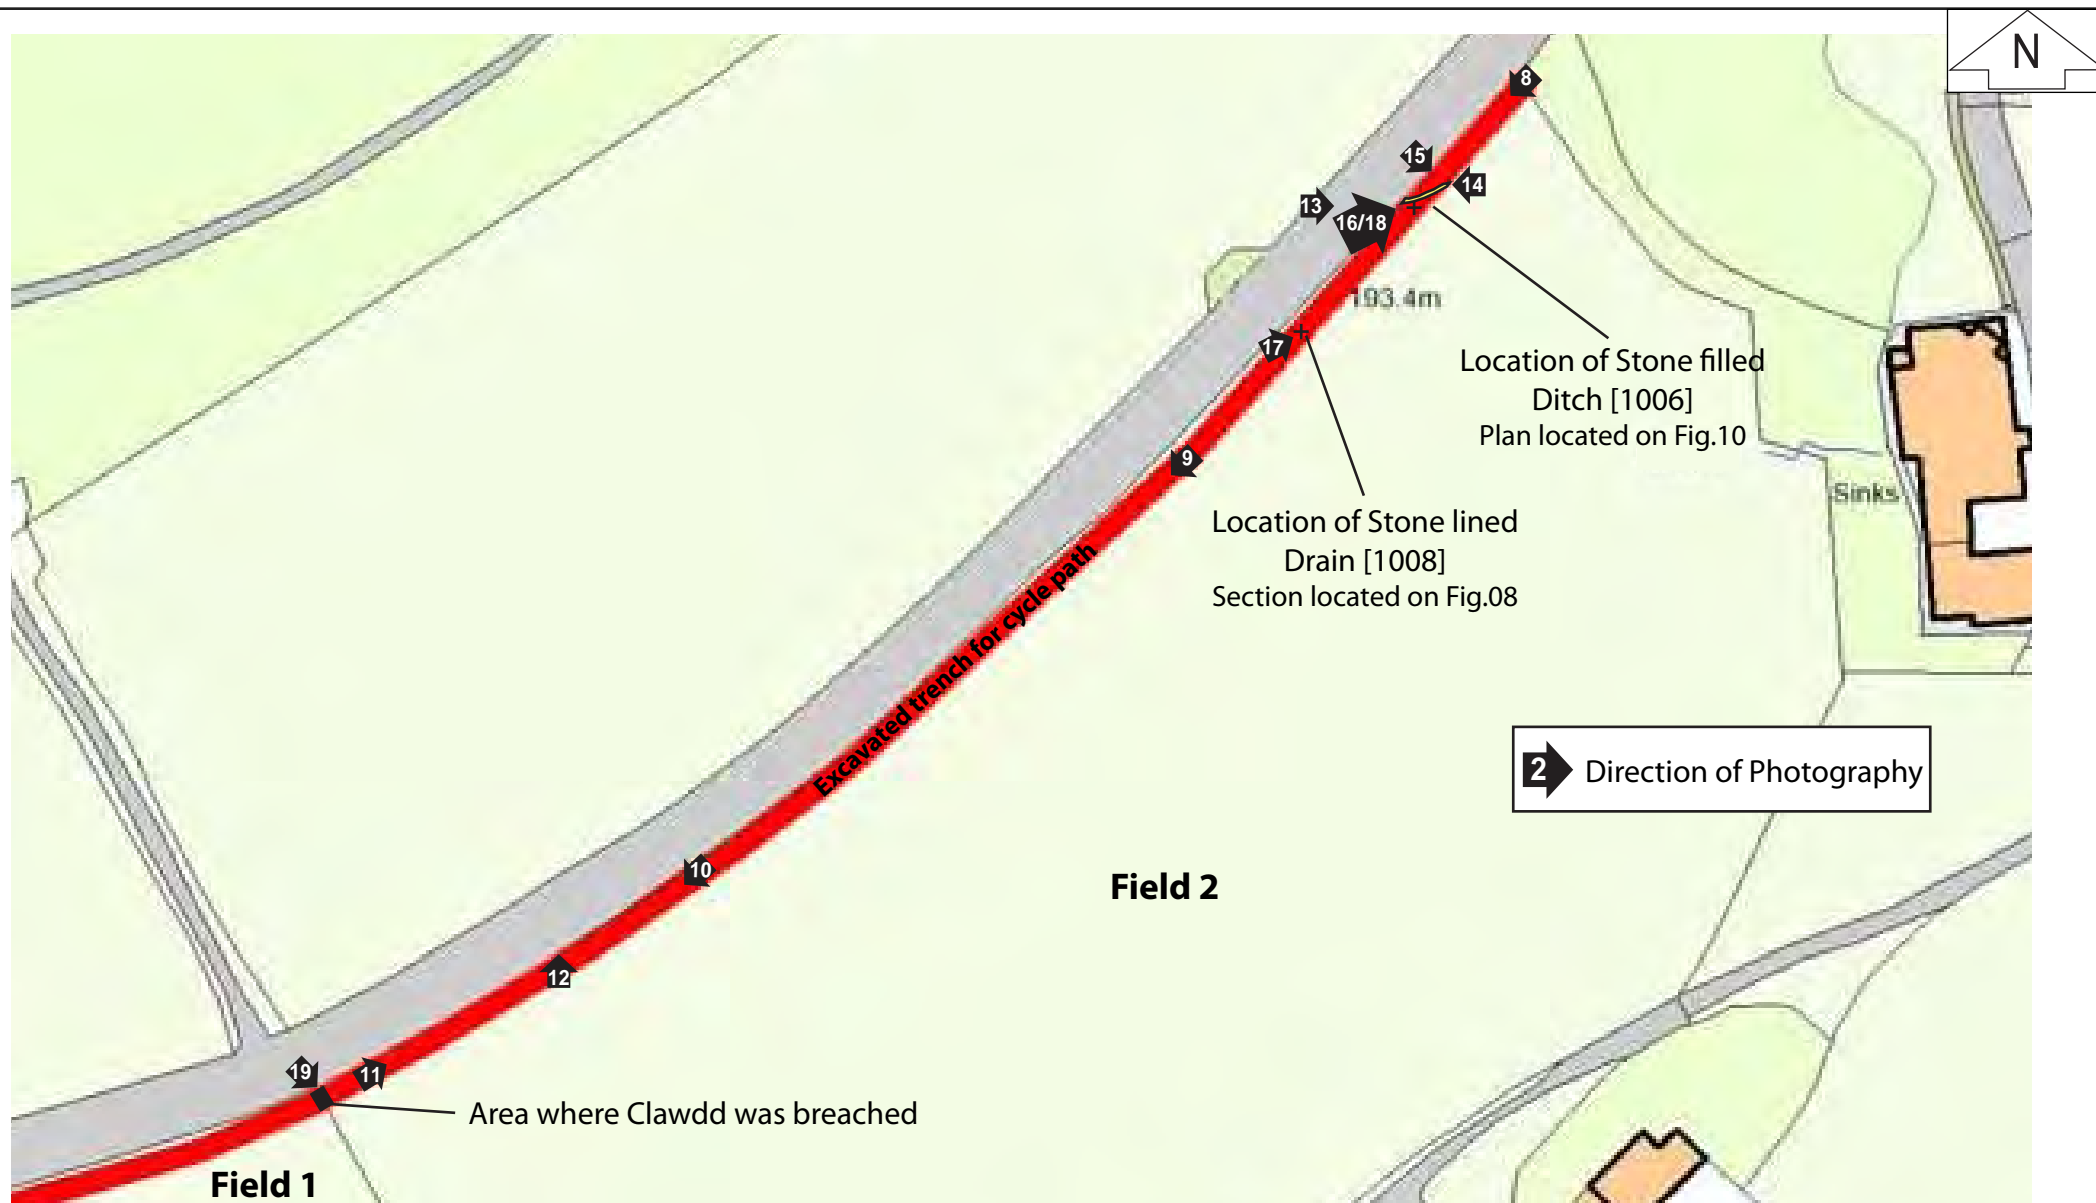 N
8
15
14
13
16/18
193.4m
17
Location of Stone filled
Ditch [1006]
Plan located on Fig.10
9
Sinks
Location of Stone lined
Drain [1008]
Section located on Fig.08
Excavated trench for cycle path
2 Direction of Photography
10
Field 2
12
19
11
Area where Clawdd was breached
Field 1